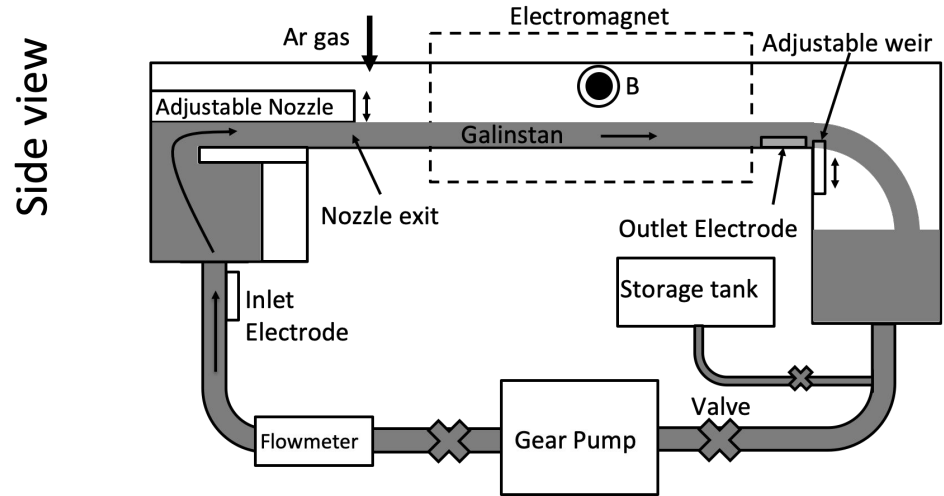 Side view
Electromagnet
Ar gas
Adjustable weir
B
Adjustable Nozzle
Galinstan
Nozzle exit
Outlet Electrode
Storage tank
Inlet
Electrode
Valve
Flowmeter
Gear Pump